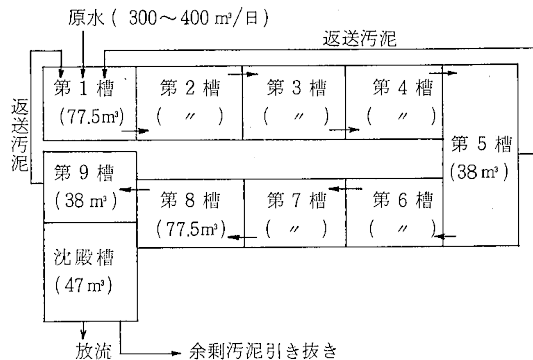 原水( 300～400 m³/日)
返送汚泥
返送汚泥
第1槽
(77.5m³)
第2槽
( 〃 )
第3槽
( 〃 )
第4槽
( 〃 )
第5槽
(38m³)
第9槽
(38m³)
第8槽
(77.5m³)
第7槽
( 〃 )
第6槽
( 〃 )
沈殿槽
(47m³)
放流
余剰汚泥引き抜き